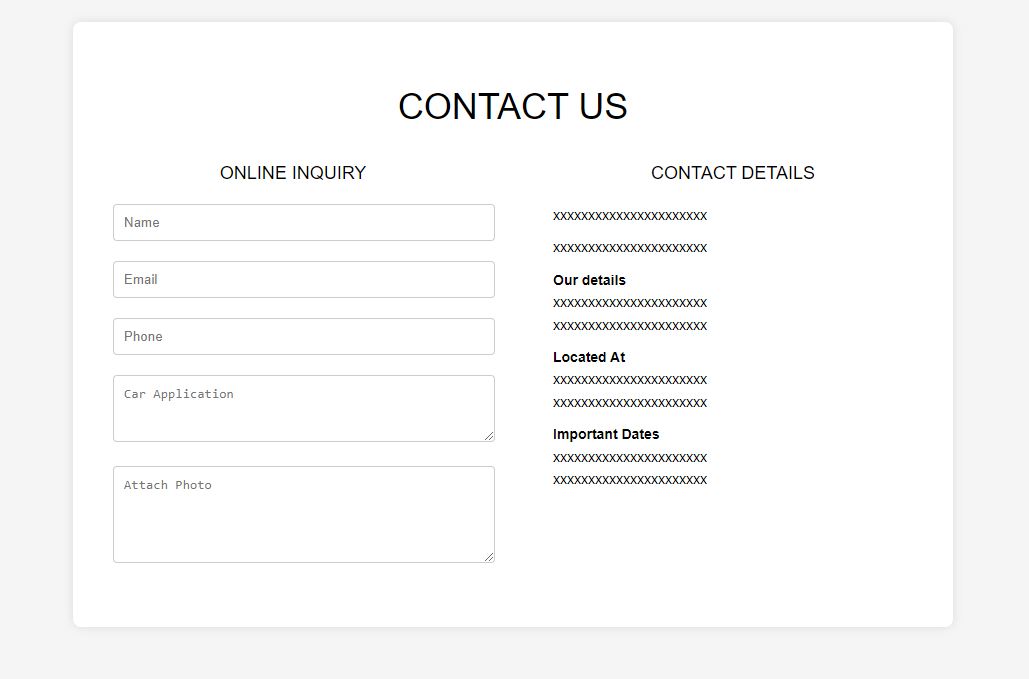 CONTACT US
ONLINE INQUIRY
Name
Email
Phone
Car Application
Attach Photo
CONTACT DETAILS
xxxxxxxxxxxxxxxxxxxxxx
xxxxxxxxxxxxxxxxxxxxxx
Our details
xxxxxxxxxxxxxxxxxxxxxx
xxxxxxxxxxxxxxxxxxxxxx
Located At
xxxxxxxxxxxxxxxxxxxxxx
xxxxxxxxxxxxxxxxxxxxxx
Important Dates
xxxxxxxxxxxxxxxxxxxxxx
xxxxxxxxxxxxxxxxxxxxxx